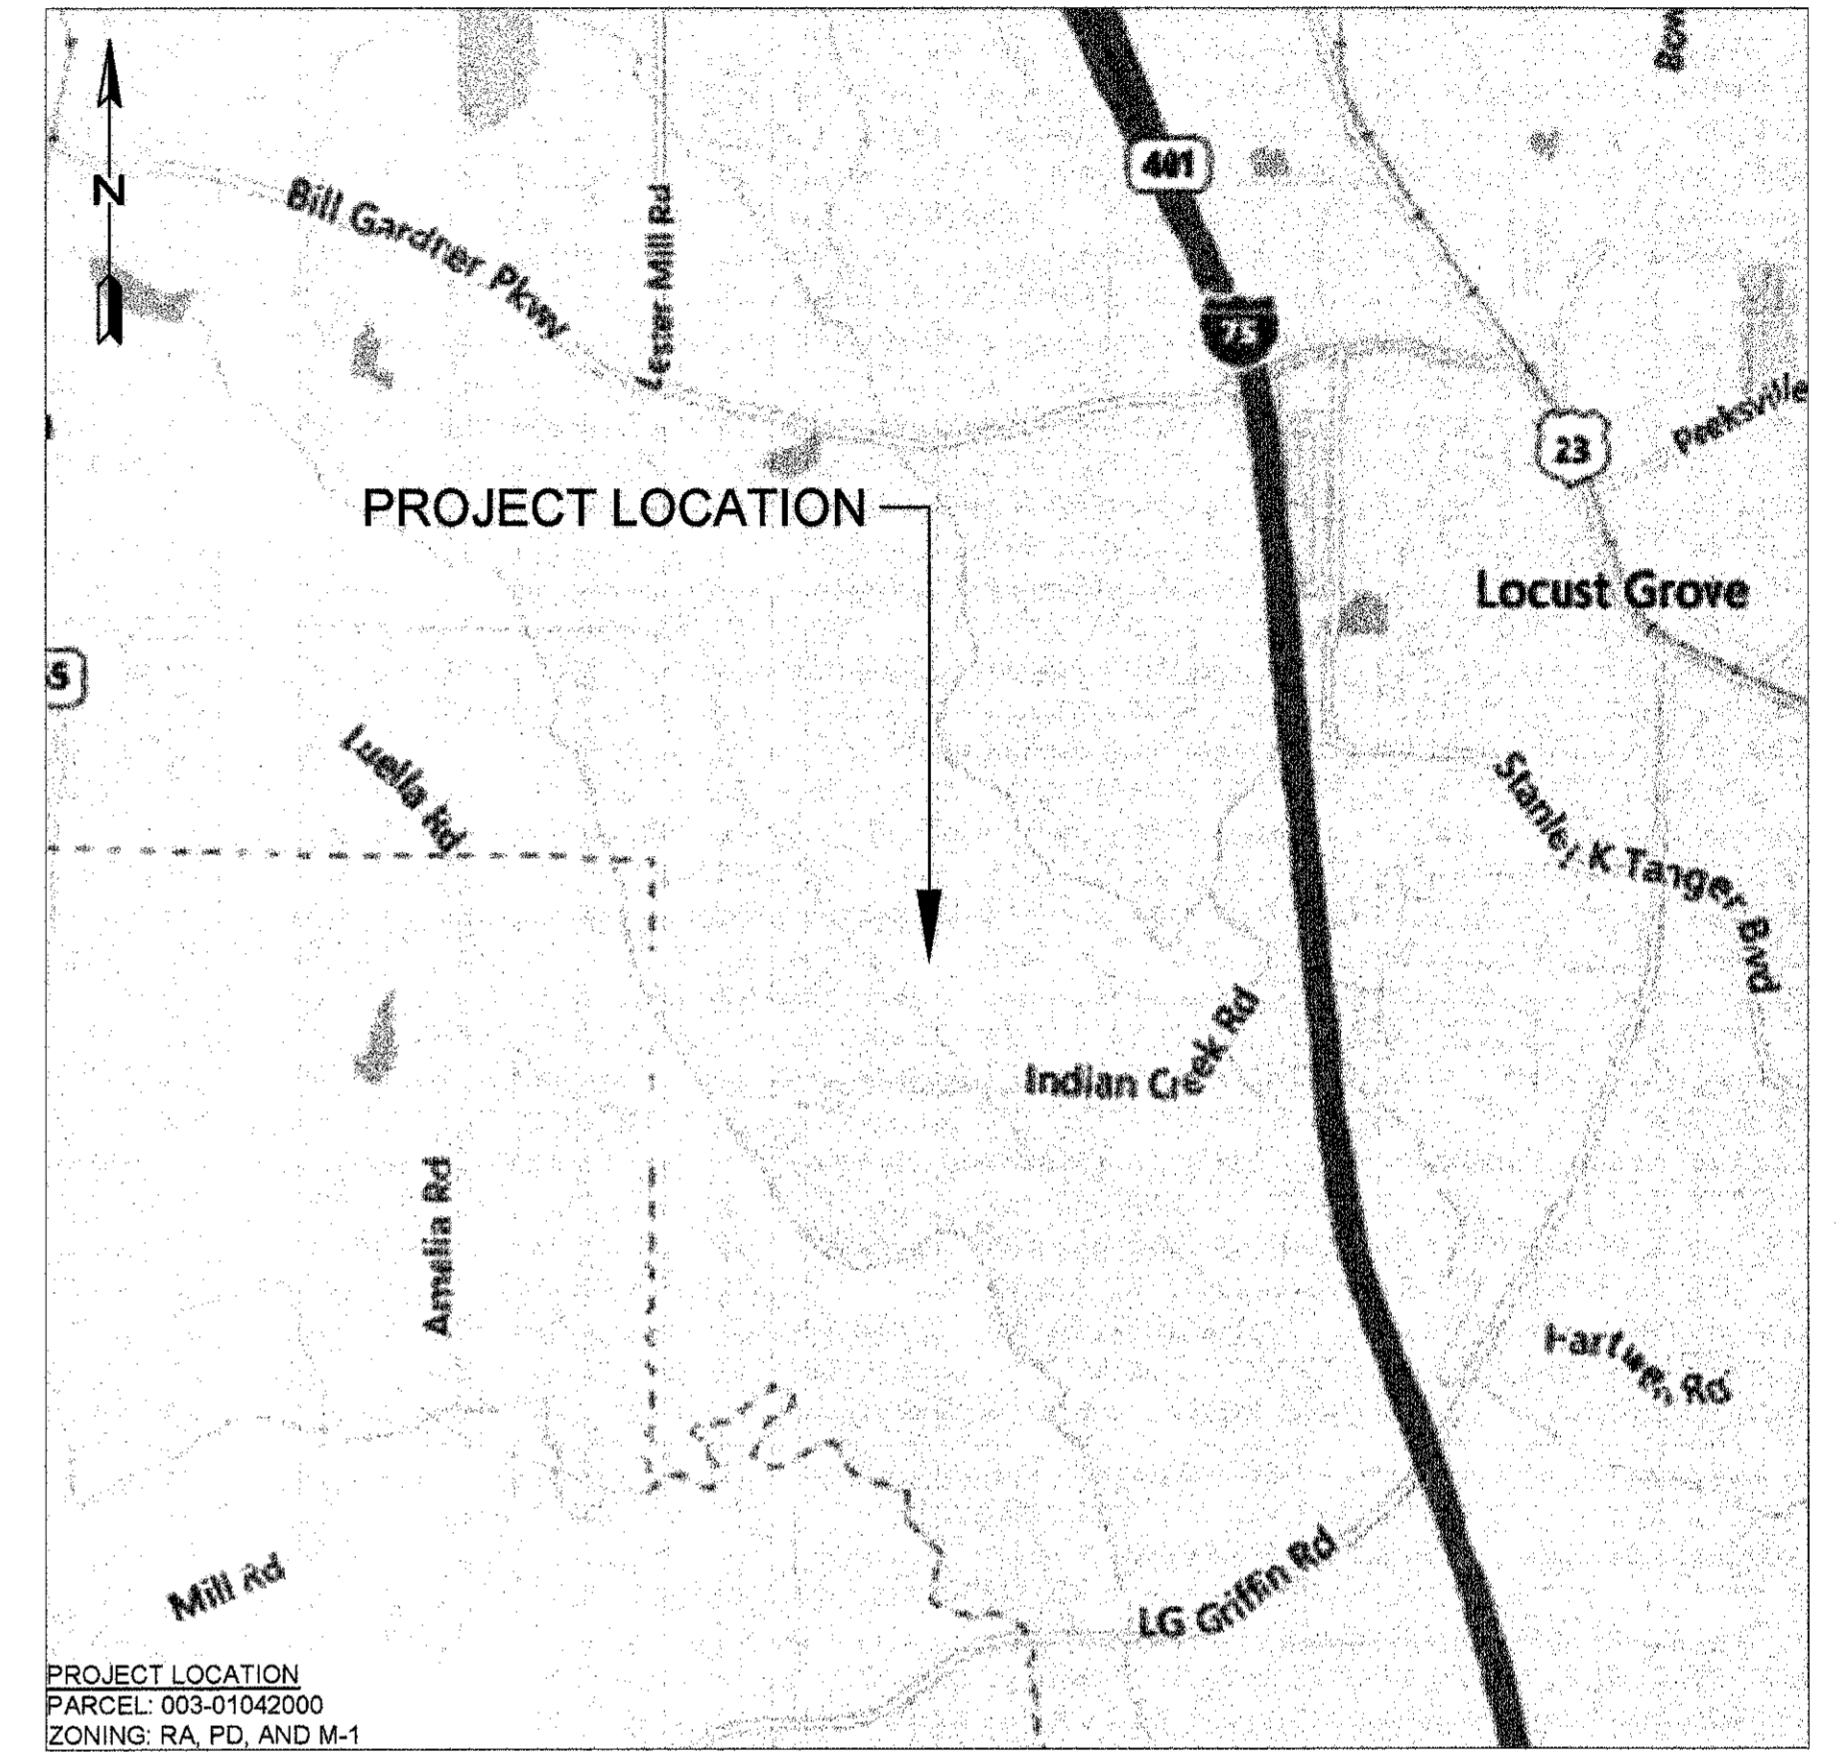 N
Bill Gardner Pkwy
Lester Mill Rd
401
75
23
Peeksville
PROJECT LOCATION
Locust Grove
Luella Rd
Stanley K Tanger Blvd
Indian Creek Rd
Amelia Rd
LG Griffin Rd
Mill Rd
PROJECT LOCATION
PARCEL: 003-01042000
ZONING: RA, PD, AND M-1